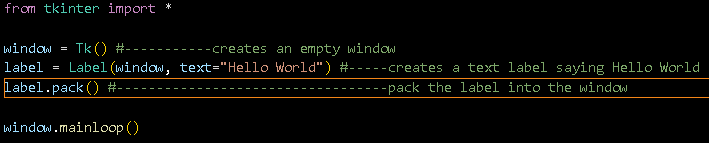 from tkinter import *
window = Tk() #-----------creates an empty window
label = Label(window, text="Hello World") #-----creates a text label saying Hello World
label.pack() #----------------------------------pack the label into the window
window.mainloop()